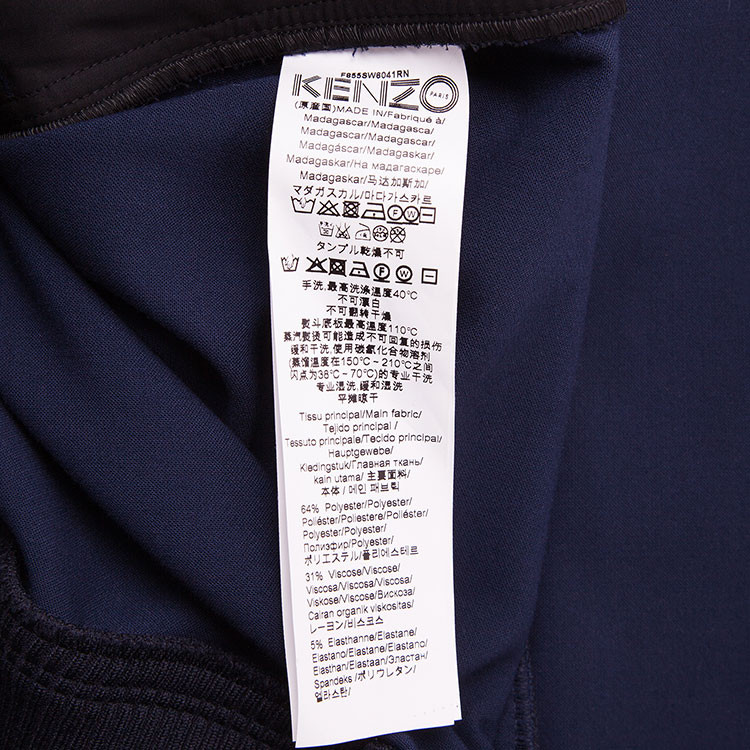 F655SW6041RN
KENZO
PARIS
(原産国)MADE IN/Fabriqué à/
Madagascar/Madagasca/
Madagascar/Madagascar/
Madagáscar/Madagaskar/
Madagaskar/На мадагаскаре/
Madagaskar/马达加斯加/
マダガスカル/마다가스카르
F W
タンブル乾燥不可
F W
手洗,最高洗涤温度40℃
不可漂白
不可翻转干燥
熨斗底板最高温度110℃
蒸汽熨烫可能造成不可回复的损伤
缓和干洗,使用碳氢化合物溶剂
(蒸馏温度在150℃~210℃之间
闪点为38℃~70℃)的专业干洗
专业湿洗,缓和湿洗
平摊晾干
Tissu principal/Main fabric/
Tejido principal /
Tessuto principale/Tecido principal/
Hauptgewebe/
Kledingstuk/Главная ткань/
kain utama/ 主要面料/
本体 / 메인 패브릭
64% Polyester/Polyester/
Poliéster/Poliestere/Poliéster/
Polyester/Polyester/
Полиэфир/Polyester/
ポリエステル/폴리에스테르
31% Viscose/Viscose/
Viscosa/Viscosa/Viscosa/
Viskose/Viscose/Вискоза/
Cairan organik viskositas/
レーヨン/비스코스
5% Elasthanne/Elastane/
Elastano/Elastane/Elastano/
Elasthan/Elastaan/Эластан/
Spandeks /ポリウレタン/
엘라스탄/